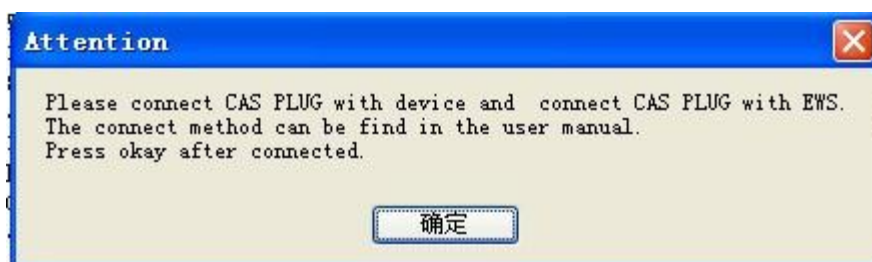 Attention
Please connect CAS PLUG with device and connect CAS PLUG with EWS.
The connect method can be find in the user manual.
Press okay after connected.
确定